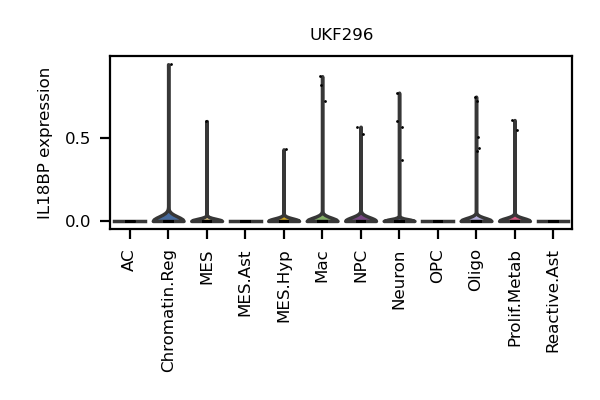 UKF296
IL18BP expression
0.5
0.0
AC
Chromatin.Reg
MES
MES.Ast
MES.Hyp
Mac
NPC
Neuron
OPC
Oligo
Prolif.Metab
Reactive.Ast